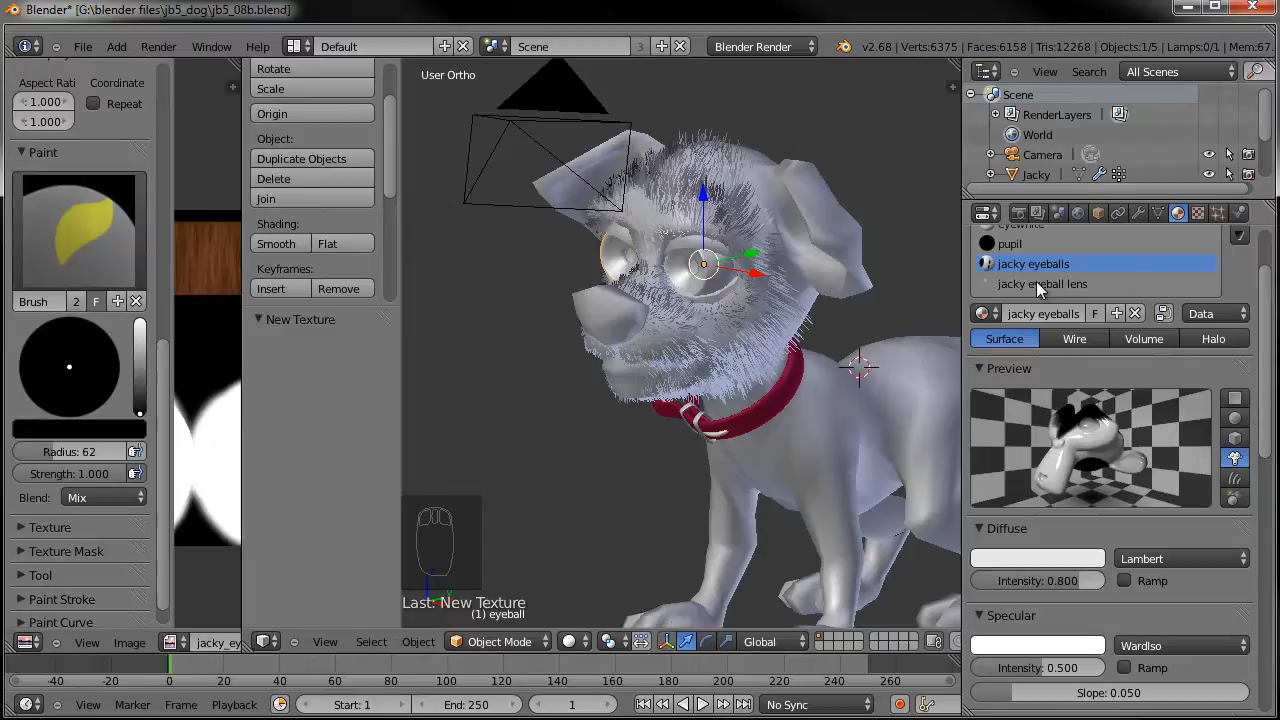 Blender* [G:\blender files\jb5_dog\jb5_08b.blend]
File Add Render Window Help Default Scene 3 Blender Render v2.68 | Verts:6375 | Faces:6158 | Tris:12268 | Objects:1/5 | Lamps:0/1 | Mem:67.
Aspect Rati Coordinate
1.000 Repeat
1.000
Paint
Brush 2 F
Radius: 62
Strength: 1.000
Blend: Mix
Texture
Texture Mask
Tool
Paint Stroke
Paint Curve
View Image jacky_ey
Rotate
Scale
Origin
Object:
Duplicate Objects
Delete
Join
Shading:
Smooth Flat
Keyframes:
Insert Remove
New Texture
User Ortho
Last: New Texture
(1) eyeball
View Select Object Object Mode Global
View Search All Scenes
Scene
RenderLayers
World
Camera
Jacky
eyewhite
pupil
jacky eyeballs
jacky eyeball lens
jacky eyeballs F Data
Surface Wire Volume Halo
Preview
Diffuse
Lambert
Intensity: 0.800 Ramp
Specular
WardIso
Intensity: 0.500 Ramp
Slope: 0.050
-40 -20 0 20 40 60 80 100 120 140 160 180 200 220 240 260
View Marker Frame Playback Start: 1 End: 250 1 No Sync